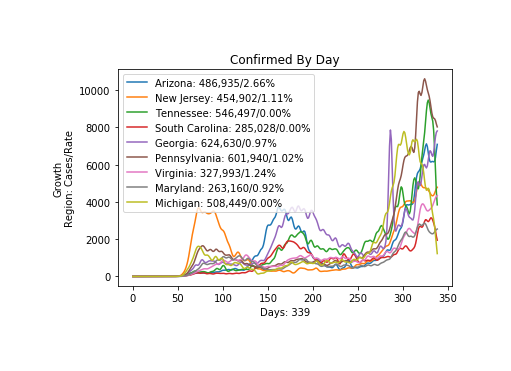 Confirmed By Day
Growth
Region: Cases/Rate
10000
8000
6000
4000
2000
0
Arizona: 486,935/2.66%
New Jersey: 454,902/1.11%
Tennessee: 546,497/0.00%
South Carolina: 285,028/0.00%
Georgia: 624,630/0.97%
Pennsylvania: 601,940/1.02%
Virginia: 327,993/1.24%
Maryland: 263,160/0.92%
Michigan: 508,449/0.00%
0 50 100 150 200 250 300 350
Days: 339